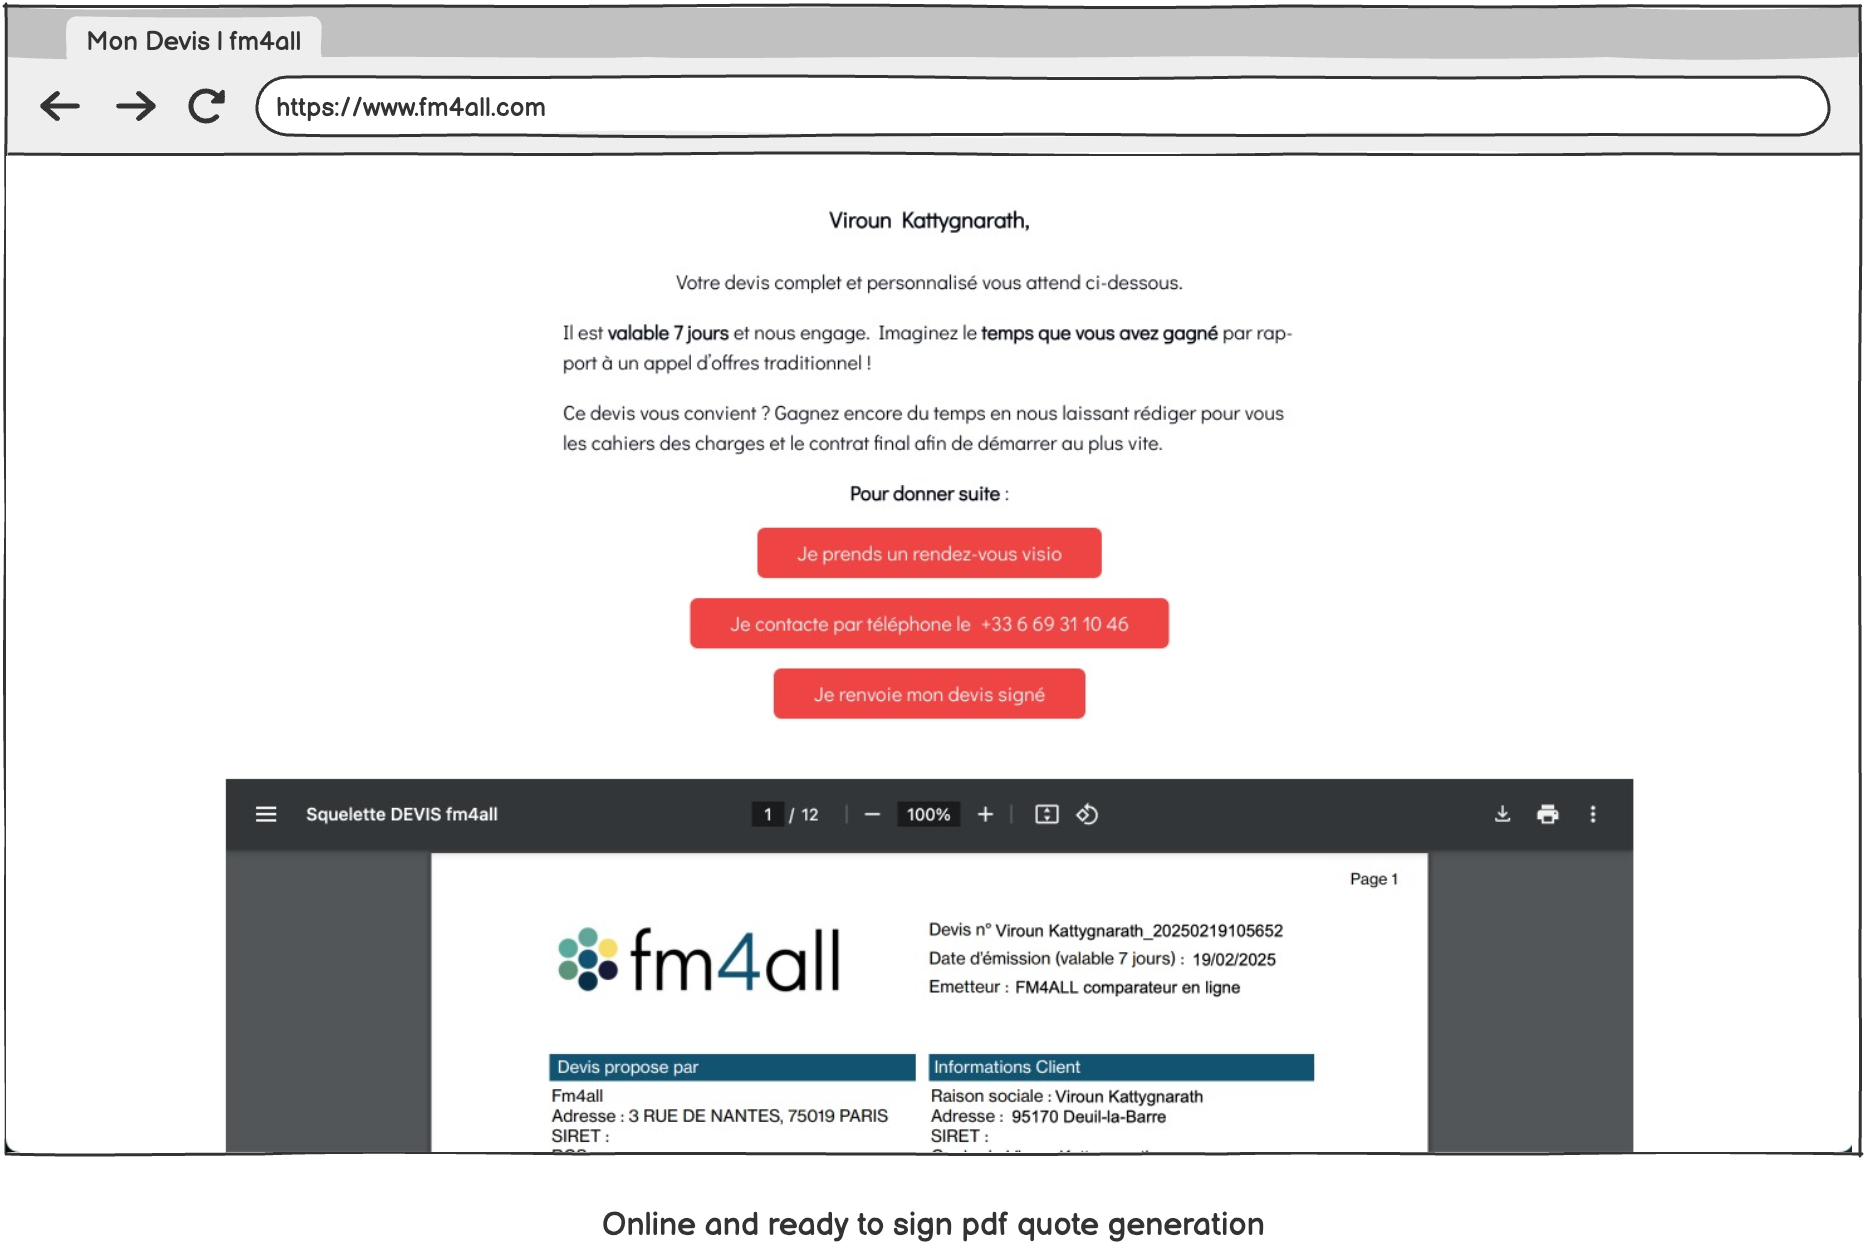 Mon Devis | fm4all
https://www.fm4all.com
Viroun Kattygnarath,
Votre devis complet et personnalisé vous attend ci-dessous.
Il est valable 7 jours et nous engage. Imaginez le temps que vous avez gagné par rap-
port à un appel d'offres traditionnel !
Ce devis vous convient ? Gagnez encore du temps en nous laissant rédiger pour vous
les cahiers des charges et le contrat final afin de démarrer au plus vite.
Pour donner suite :
Je prends un rendez-vous visio
Je contacte par téléphone le +33 6 69 31 10 46
Je renvoie mon devis signé
Squelette DEVIS fm4all 1 / 12 100%
Page 1
fm4all
Devis n° Viroun Kattygnarath_20250219105652
Date d'émission (valable 7 jours) : 19/02/2025
Emetteur : FM4ALL comparateur en ligne
Devis propose par
Fm4all
Adresse : 3 RUE DE NANTES, 75019 PARIS
SIRET :
Informations Client
Raison sociale : Viroun Kattygnarath
Adresse : 95170 Deuil-la-Barre
SIRET :
Online and ready to sign pdf quote generation